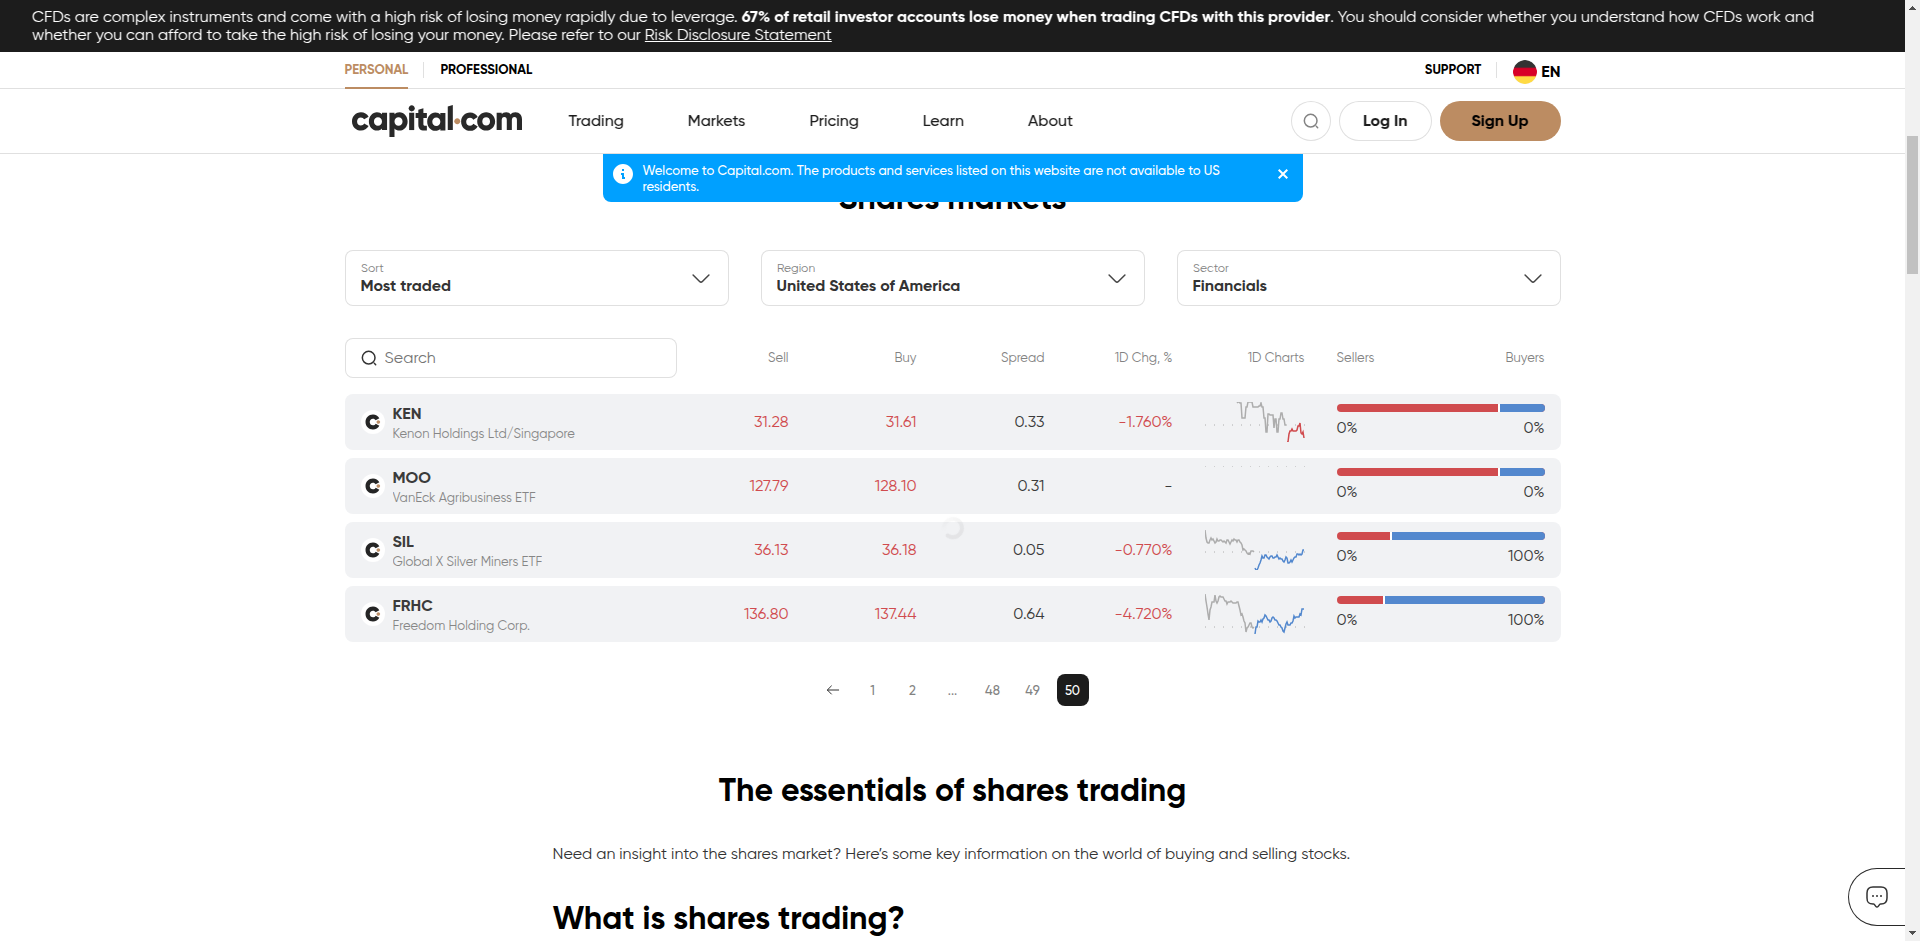 CFDs are complex instruments and come with a high risk of losing money rapidly due to leverage. 67% of retail investor accounts lose money when trading CFDs with this provider. You should consider whether you understand how CFDs work and
whether you can afford to take the high risk of losing your money. Please refer to our Risk Disclosure Statement
PERSONAL PROFESSIONAL SUPPORT EN
capital.com Trading Markets Pricing Learn About Log In Sign Up
Welcome to Capital.com. The products and services listed on this website are not available to US
residents.
Shares markets
Sort Region Sector
Most traded United States of America Financials
Search Sell Buy Spread 1D Chg, % 1D Charts Sellers Buyers
KEN
Kenon Holdings Ltd/Singapore 31.28 31.61 0.33 -1.760% 0% 0%
MOO
VanEck Agribusiness ETF 127.79 128.10 0.31 - 0% 0%
SIL
Global X Silver Miners ETF 36.13 36.18 0.05 -0.770% 0% 100%
FRHC
Freedom Holding Corp. 136.80 137.44 0.64 -4.720% 0% 100%
1 2 ... 48 49 50
The essentials of shares trading
Need an insight into the shares market? Here's some key information on the world of buying and selling stocks.
What is shares trading?